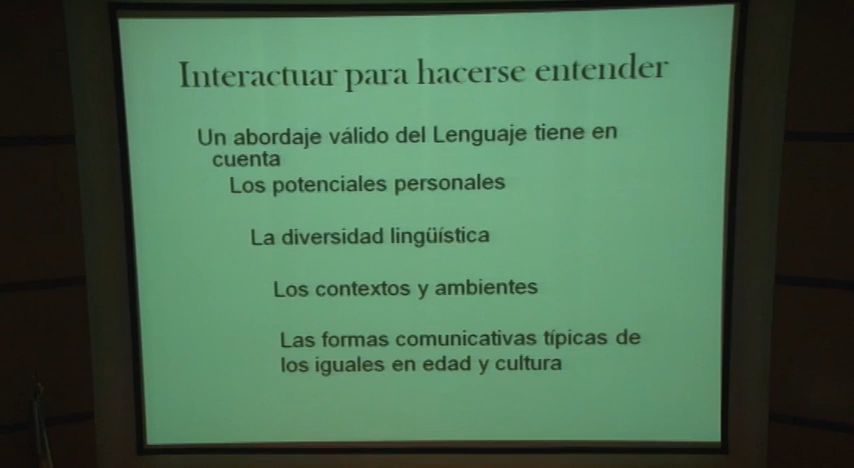 Interactuar para hacerse entender
Un abordaje válido del Lenguaje tiene en
cuenta
Los potenciales personales
La diversidad lingüística
Los contextos y ambientes
Las formas comunicativas típicas de
los iguales en edad y cultura